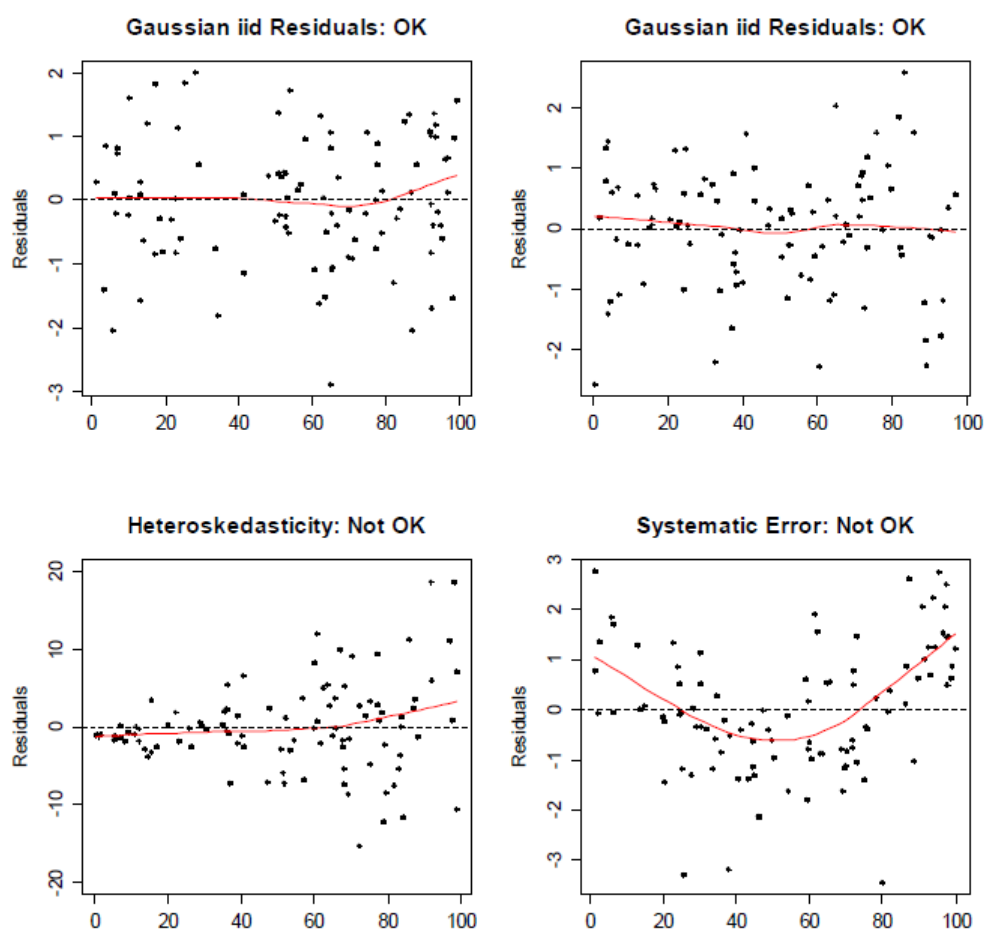 Gaussian iid Residuals: OK
Residuals
2
1
0
-1
-2
-3
0 20 40 60 80 100
Gaussian iid Residuals: OK
Residuals
2
1
0
-1
-2
0 20 40 60 80 100
Heteroskedasticity: Not OK
Residuals
20
10
0
-10
-20
0 20 40 60 80 100
Systematic Error: Not OK
Residuals
3
2
1
0
-1
-2
-3
0 20 40 60 80 100